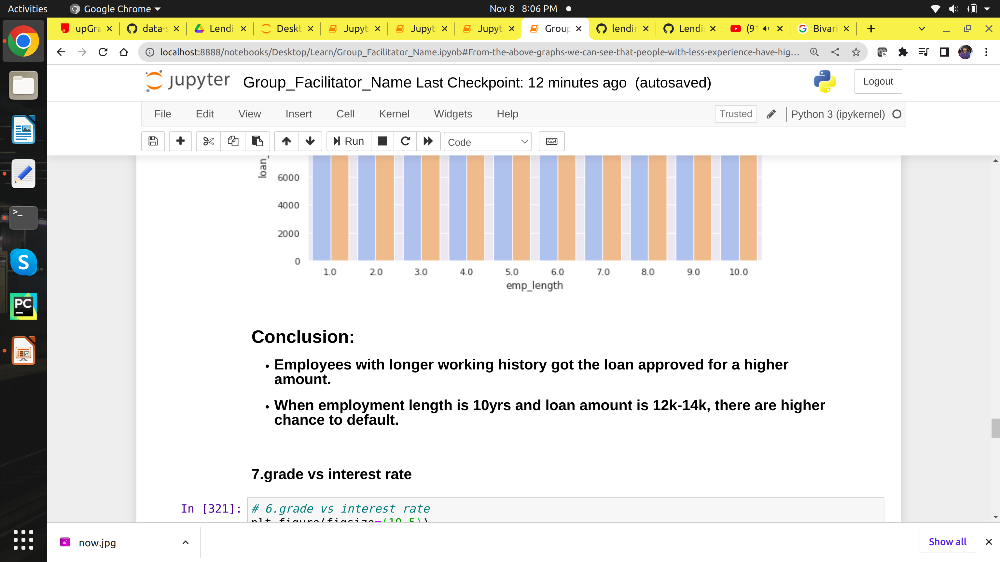 Activities Google Chrome Nov 8 8:06 PM
upGra data-s Lendi Deskt Jupyt Jupyt Jupyt Group lendin Lendi (91 Bivari
localhost:8888/notebooks/Desktop/Learn/Group_Facilitator_Name.ipynb#From-the-above-graphs-we-can-see-that-people-with-less-experience-have-hig...
jupyter Group_Facilitator_Name Last Checkpoint: 12 minutes ago (autosaved) Logout
File Edit View Insert Cell Kernel Widgets Help Trusted Python 3 (ipykernel)
Run Code
loan_
6000
4000
2000
0
1.0 2.0 3.0 4.0 5.0 6.0 7.0 8.0 9.0 10.0
emp_length
Conclusion:
• Employees with longer working history got the loan approved for a higher
amount.
• When employment length is 10yrs and loan amount is 12k-14k, there are higher
chance to default.
7.grade vs interest rate
In [321]: # 6.grade vs interest rate
plt.figure(figsize=(10,5))
now.jpg Show all
>_
S
PC